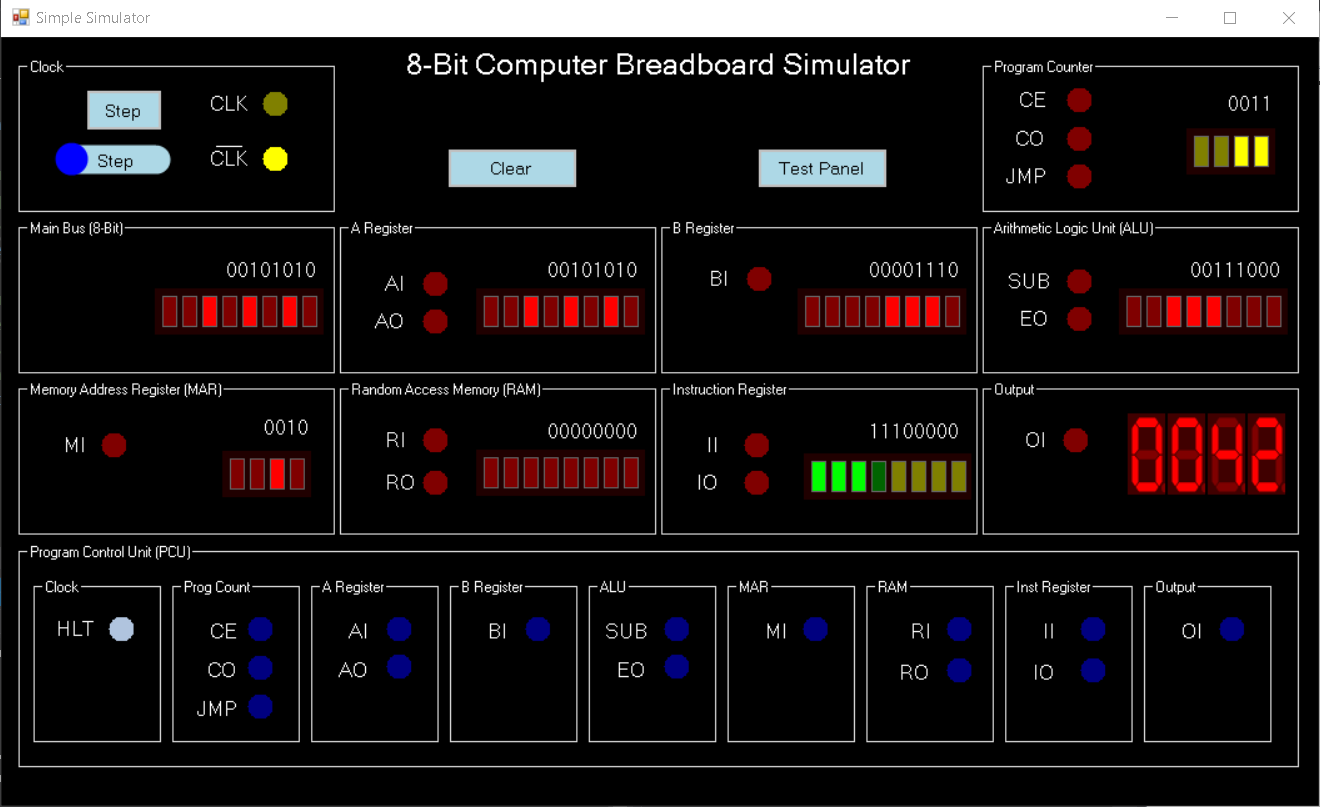 Simple Simulator
8-Bit Computer Breadboard Simulator
Clock
Step
CLK
Step
CLK
Clear
Test Panel
Program Counter
CE
0011
CO
JMP
Main Bus (8-Bit)
00101010
A Register
00101010
AI
AO
B Register
00001110
BI
Arithmetic Logic Unit (ALU)
00111000
SUB
EO
Memory Address Register (MAR)
0010
MI
Random Access Memory (RAM)
00000000
RI
RO
Instruction Register
11100000
II
IO
Output
OI
0042
Program Control Unit (PCU)
Clock
HLT
Prog Count
CE
CO
JMP
A Register
AI
AO
B Register
BI
ALU
SUB
EO
MAR
MI
RAM
RI
RO
Inst Register
II
IO
Output
OI